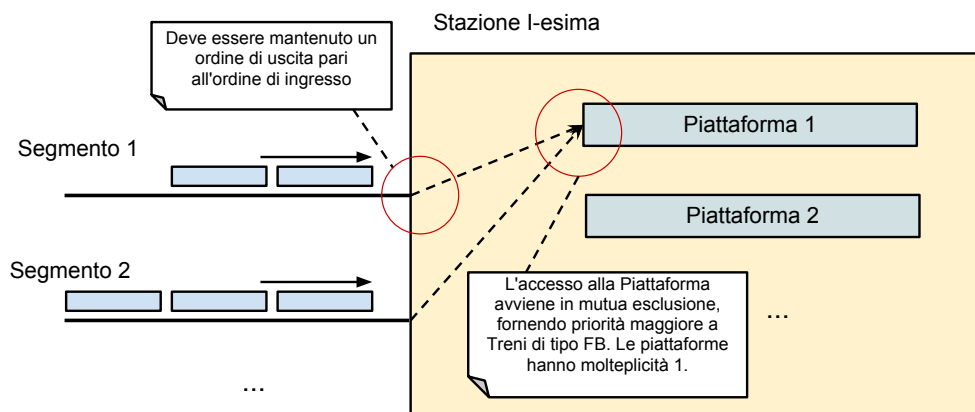 Stazione I-esima
Deve essere mantenuto un
ordine di uscita pari
all'ordine di ingresso
Piattaforma 1
Segmento 1
Piattaforma 2
Segmento 2
L'accesso alla Piattaforma
avviene in mutua esclusione,
fornendo priorità maggiore a
Treni di tipo FB. Le piattaforme
hanno molteplicità 1.
...
...